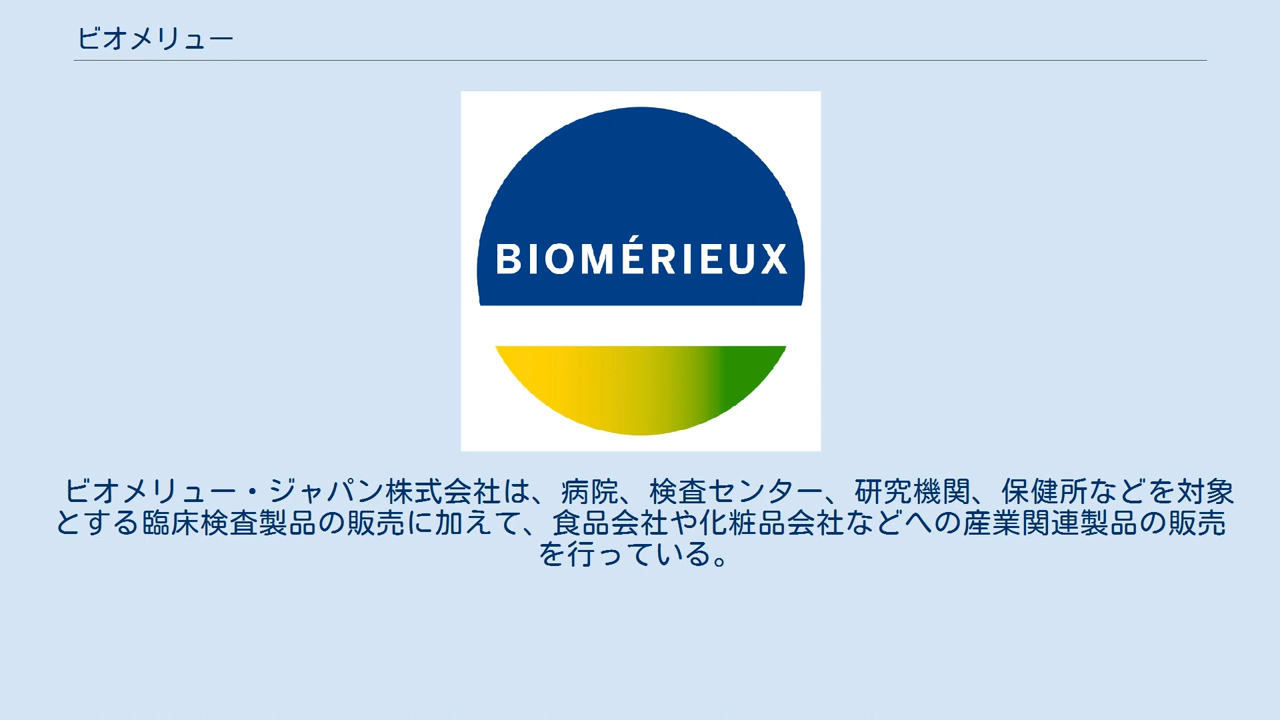 ビオメリュー
BIOMÉRIEUX
ビオメリュー・ジャパン株式会社は、病院、検査センター、研究機関、保健所などを対象
とする臨床検査製品の販売に加えて、食品会社や化粧品会社などへの産業関連製品の販売
を行っている。